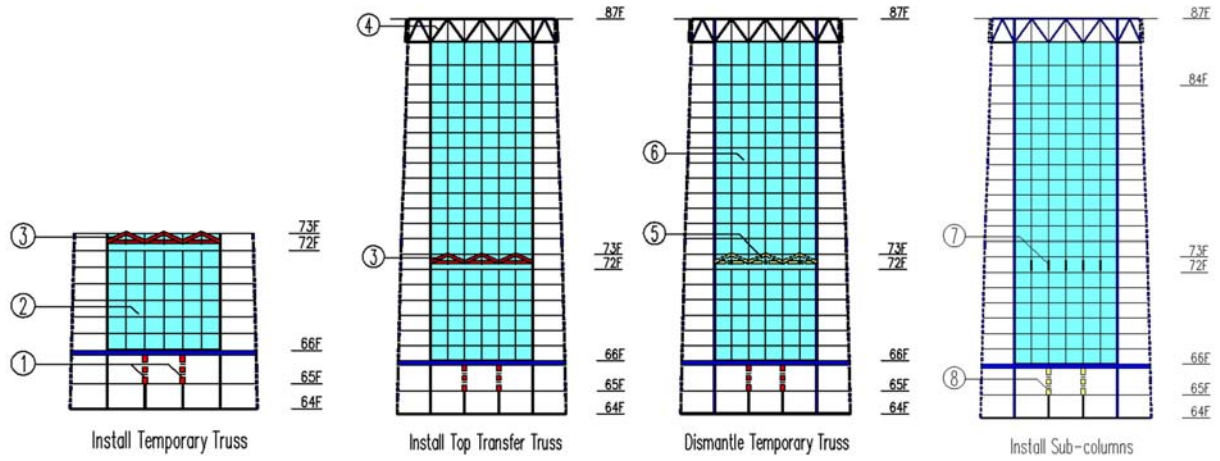 ③
②
①
73F
72F
66F
65F
64F
Install Temporary Truss
④
③
87F
73F
72F
66F
65F
64F
Install Top Transfer Truss
⑥
⑤
87F
73F
72F
66F
65F
64F
Dismantle Temporary Truss
⑦
⑧
87F
84F
73F
72F
66F
65F
64F
Install Sub-columns